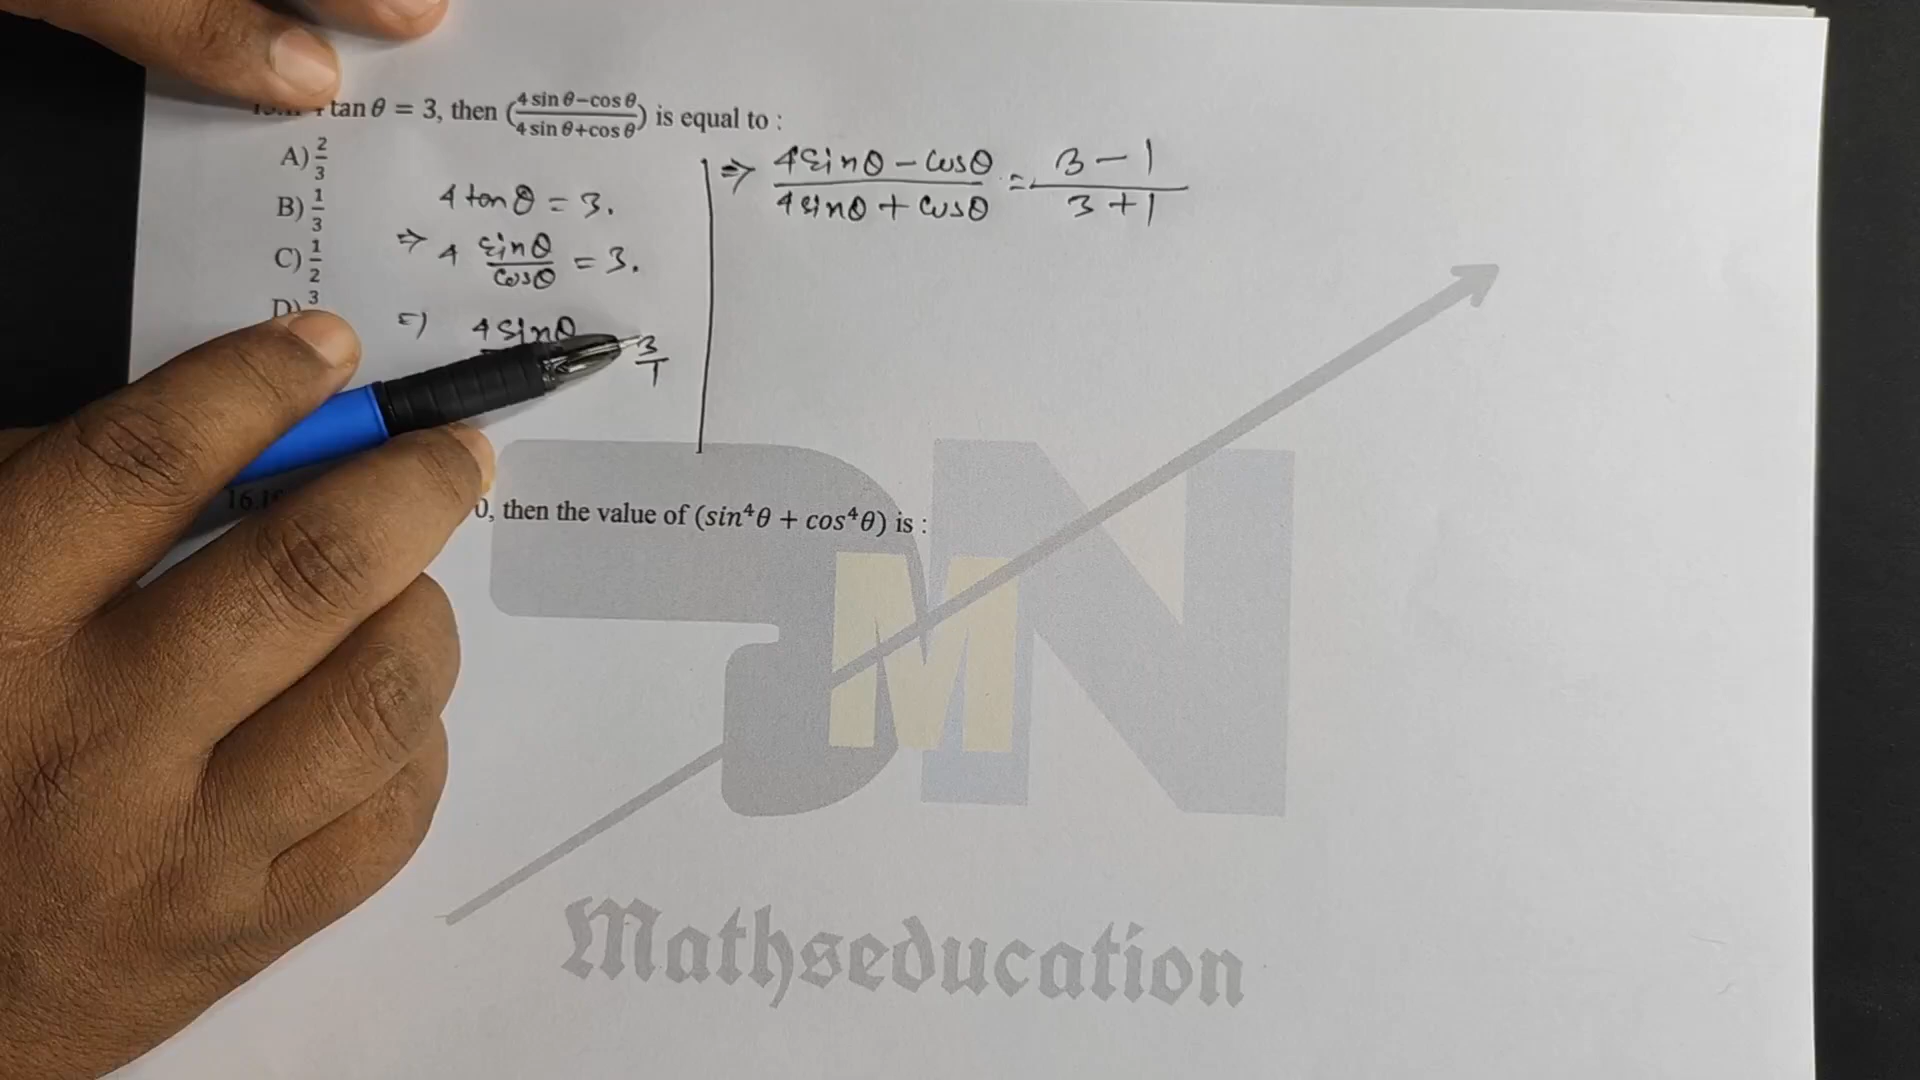 tan θ = 3, then (4 sin θ−cos θ / 4 sin θ+cos θ) is equal to :
A) 2/3
B) 1/3
C) 1/2
D) 3
4 tan θ = 3.
⇒ 4 sinθ/cosθ = 3.
⇒ 4 sinθ 3/1
⇒ 4sinθ − cosθ / 4sinθ + cosθ = 3 − 1 / 3 + 1
16. 0, then the value of (sin⁴θ + cos⁴θ) is :
M N
Mathseducation